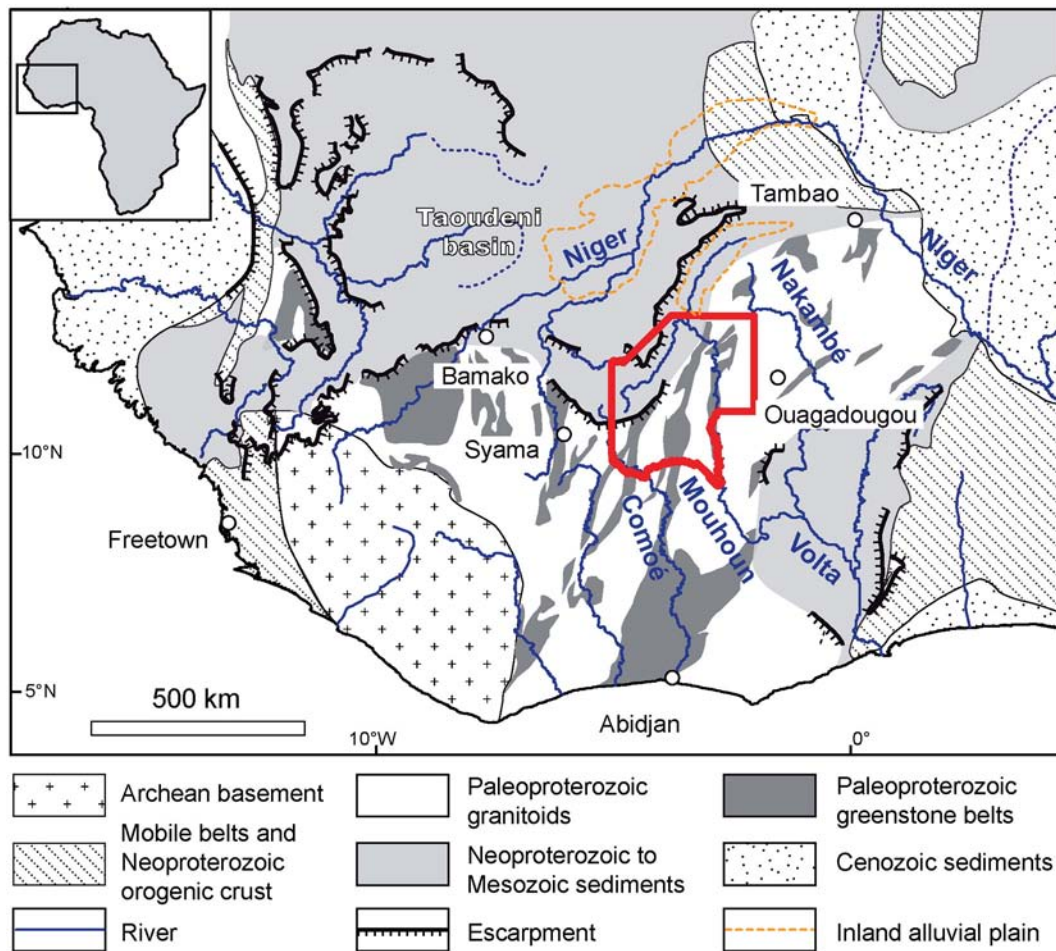 Tambao
Taoudeni
basin
Niger
Niger
Nakambé
Bamako
Ouagadougou
Syama
10°N
Comoé
Mouhoun
Freetown
Volta
5°N
500 km
Abidjan
10°W
0°
Archean basement
Paleoproterozoic
granitoids
Paleoproterozoic
greenstone belts
Mobile belts and
Neoproterozoic
orogenic crust
Neoproterozoic to
Mesozoic sediments
Cenozoic sediments
River
Escarpment
Inland alluvial plain